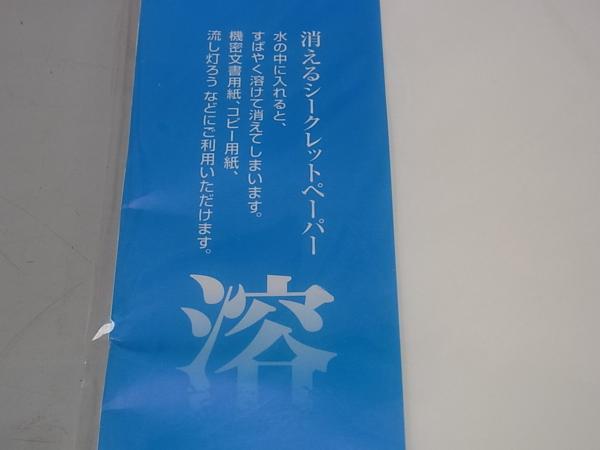 消えるシークレットペーパー
水の中に入れると、
すばやく溶けて消えてしまいます。
機密文書用紙、コピー用紙、
流し灯ろう などにご利用いただけます。
溶